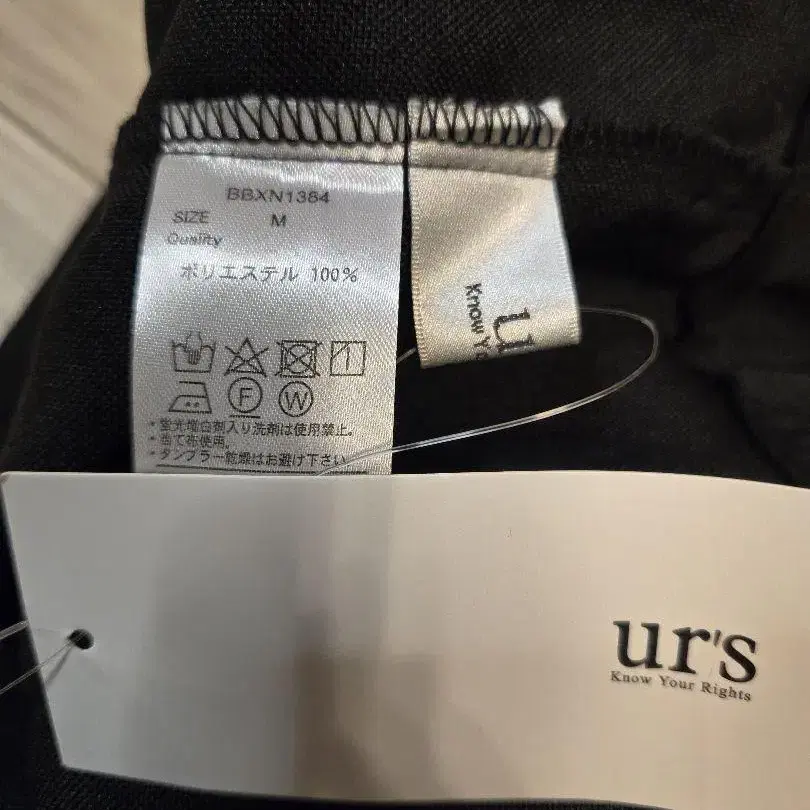 BBXN1384
SIZE M
Quality
ポリエステル 100%
F W
・蛍光増白剤入り洗剤は使用禁止。
・当て布使用。
・タンブラー乾燥はお避け下さい。
u
Know Yo
ur's
Know Your Rights